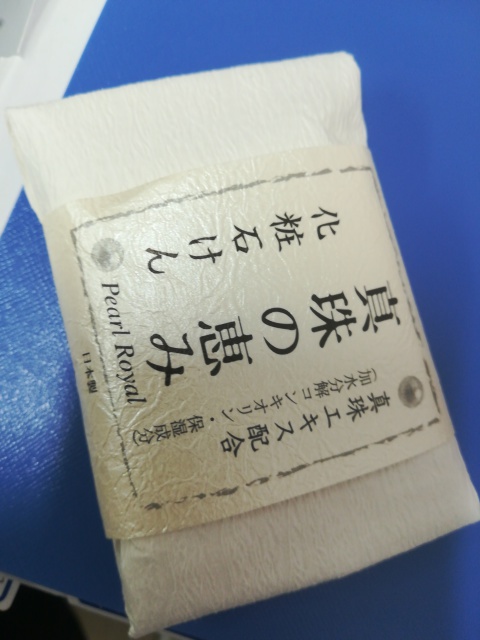 化粧石けん
真珠の恵み
真珠エキス配合
(加水分解コンキオリン・保湿成分)
Pearl Royal
日本製